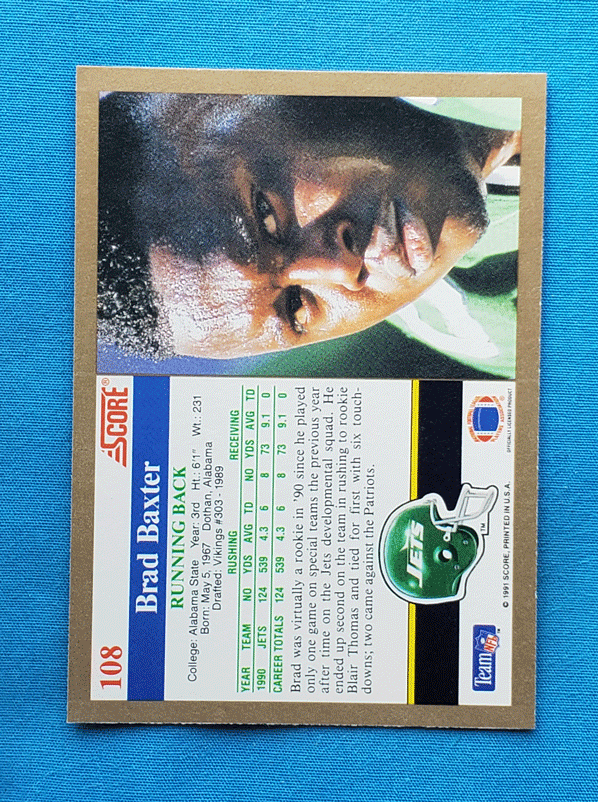 108
SCORE®
Brad Baxter
RUNNING BACK
College: Alabama State Year: 3rd Ht.: 6'1" Wt.: 231
Born: May 5, 1967 Dothan, Alabama
Drafted: Vikings #303 - 1989
RUSHING RECEIVING
YEAR TEAM NO YDS AVG TD NO YDS AVG TD
1990 JETS 124 539 4.3 6 8 73 9.1 0
CAREER TOTALS 124 539 4.3 6 8 73 9.1 0
Brad was virtually a rookie in '90 since he played
only one game on special teams the previous year
after time on the Jets developmental squad. He
ended up second on the team in rushing to rookie
Blair Thomas and tied for first with six touch-
downs; two came against the Patriots.
JETS
TM
Team NFL™
© 1991 SCORE, PRINTED IN U.S.A.
OFFICIALLY LICENSED PRODUCT